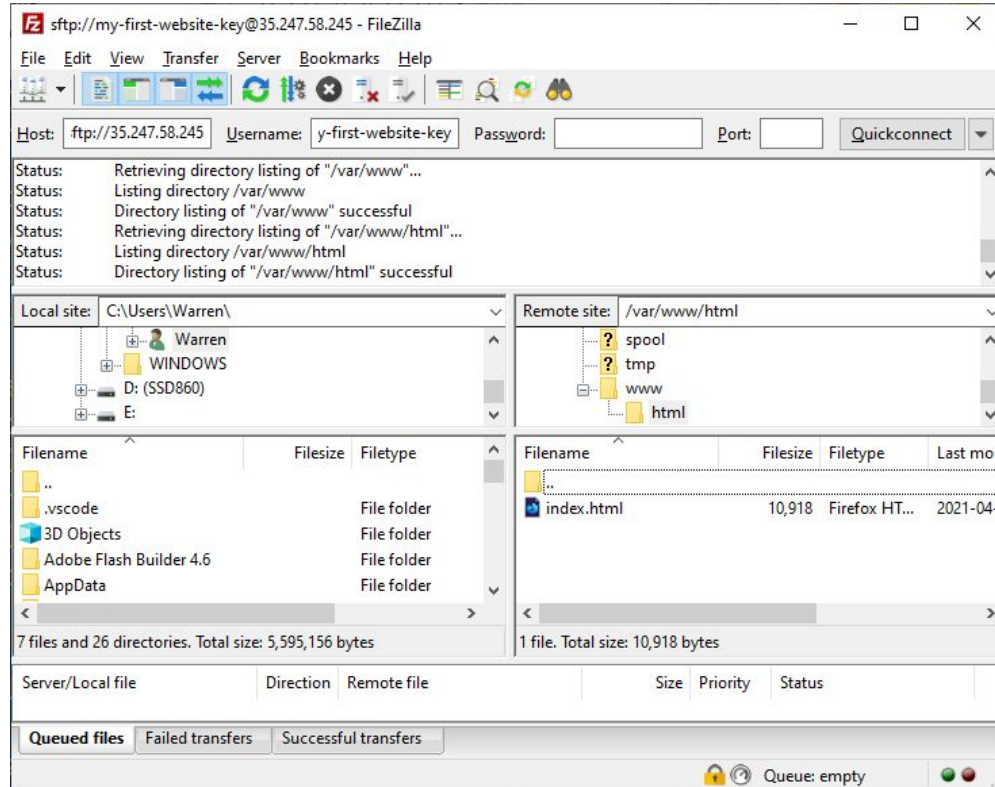 sftp://my-first-website-key@35.247.58.245 - FileZilla
File Edit View Transfer Server Bookmarks Help
Host: ftp://35.247.58.245 Username: y-first-website-key Password: Port: Quickconnect
Status: Retrieving directory listing of "/var/www"...
Status: Listing directory /var/www
Status: Directory listing of "/var/www" successful
Status: Retrieving directory listing of "/var/www/html"...
Status: Listing directory /var/www/html
Status: Directory listing of "/var/www/html" successful
Local site: C:\Users\Warren\ Remote site: /var/www/html
Warren ? spool
WINDOWS ? tmp
D: (SSD860) www
E: html
Filename Filesize Filetype Filename Filesize Filetype Last mo
.. ..
.vscode File folder index.html 10,918 Firefox HT... 2021-04-
3D Objects File folder
Adobe Flash Builder 4.6 File folder
AppData File folder
7 files and 26 directories. Total size: 5,595,156 bytes 1 file. Total size: 10,918 bytes
Server/Local file Direction Remote file Size Priority Status
Queued files Failed transfers Successful transfers
Queue: empty